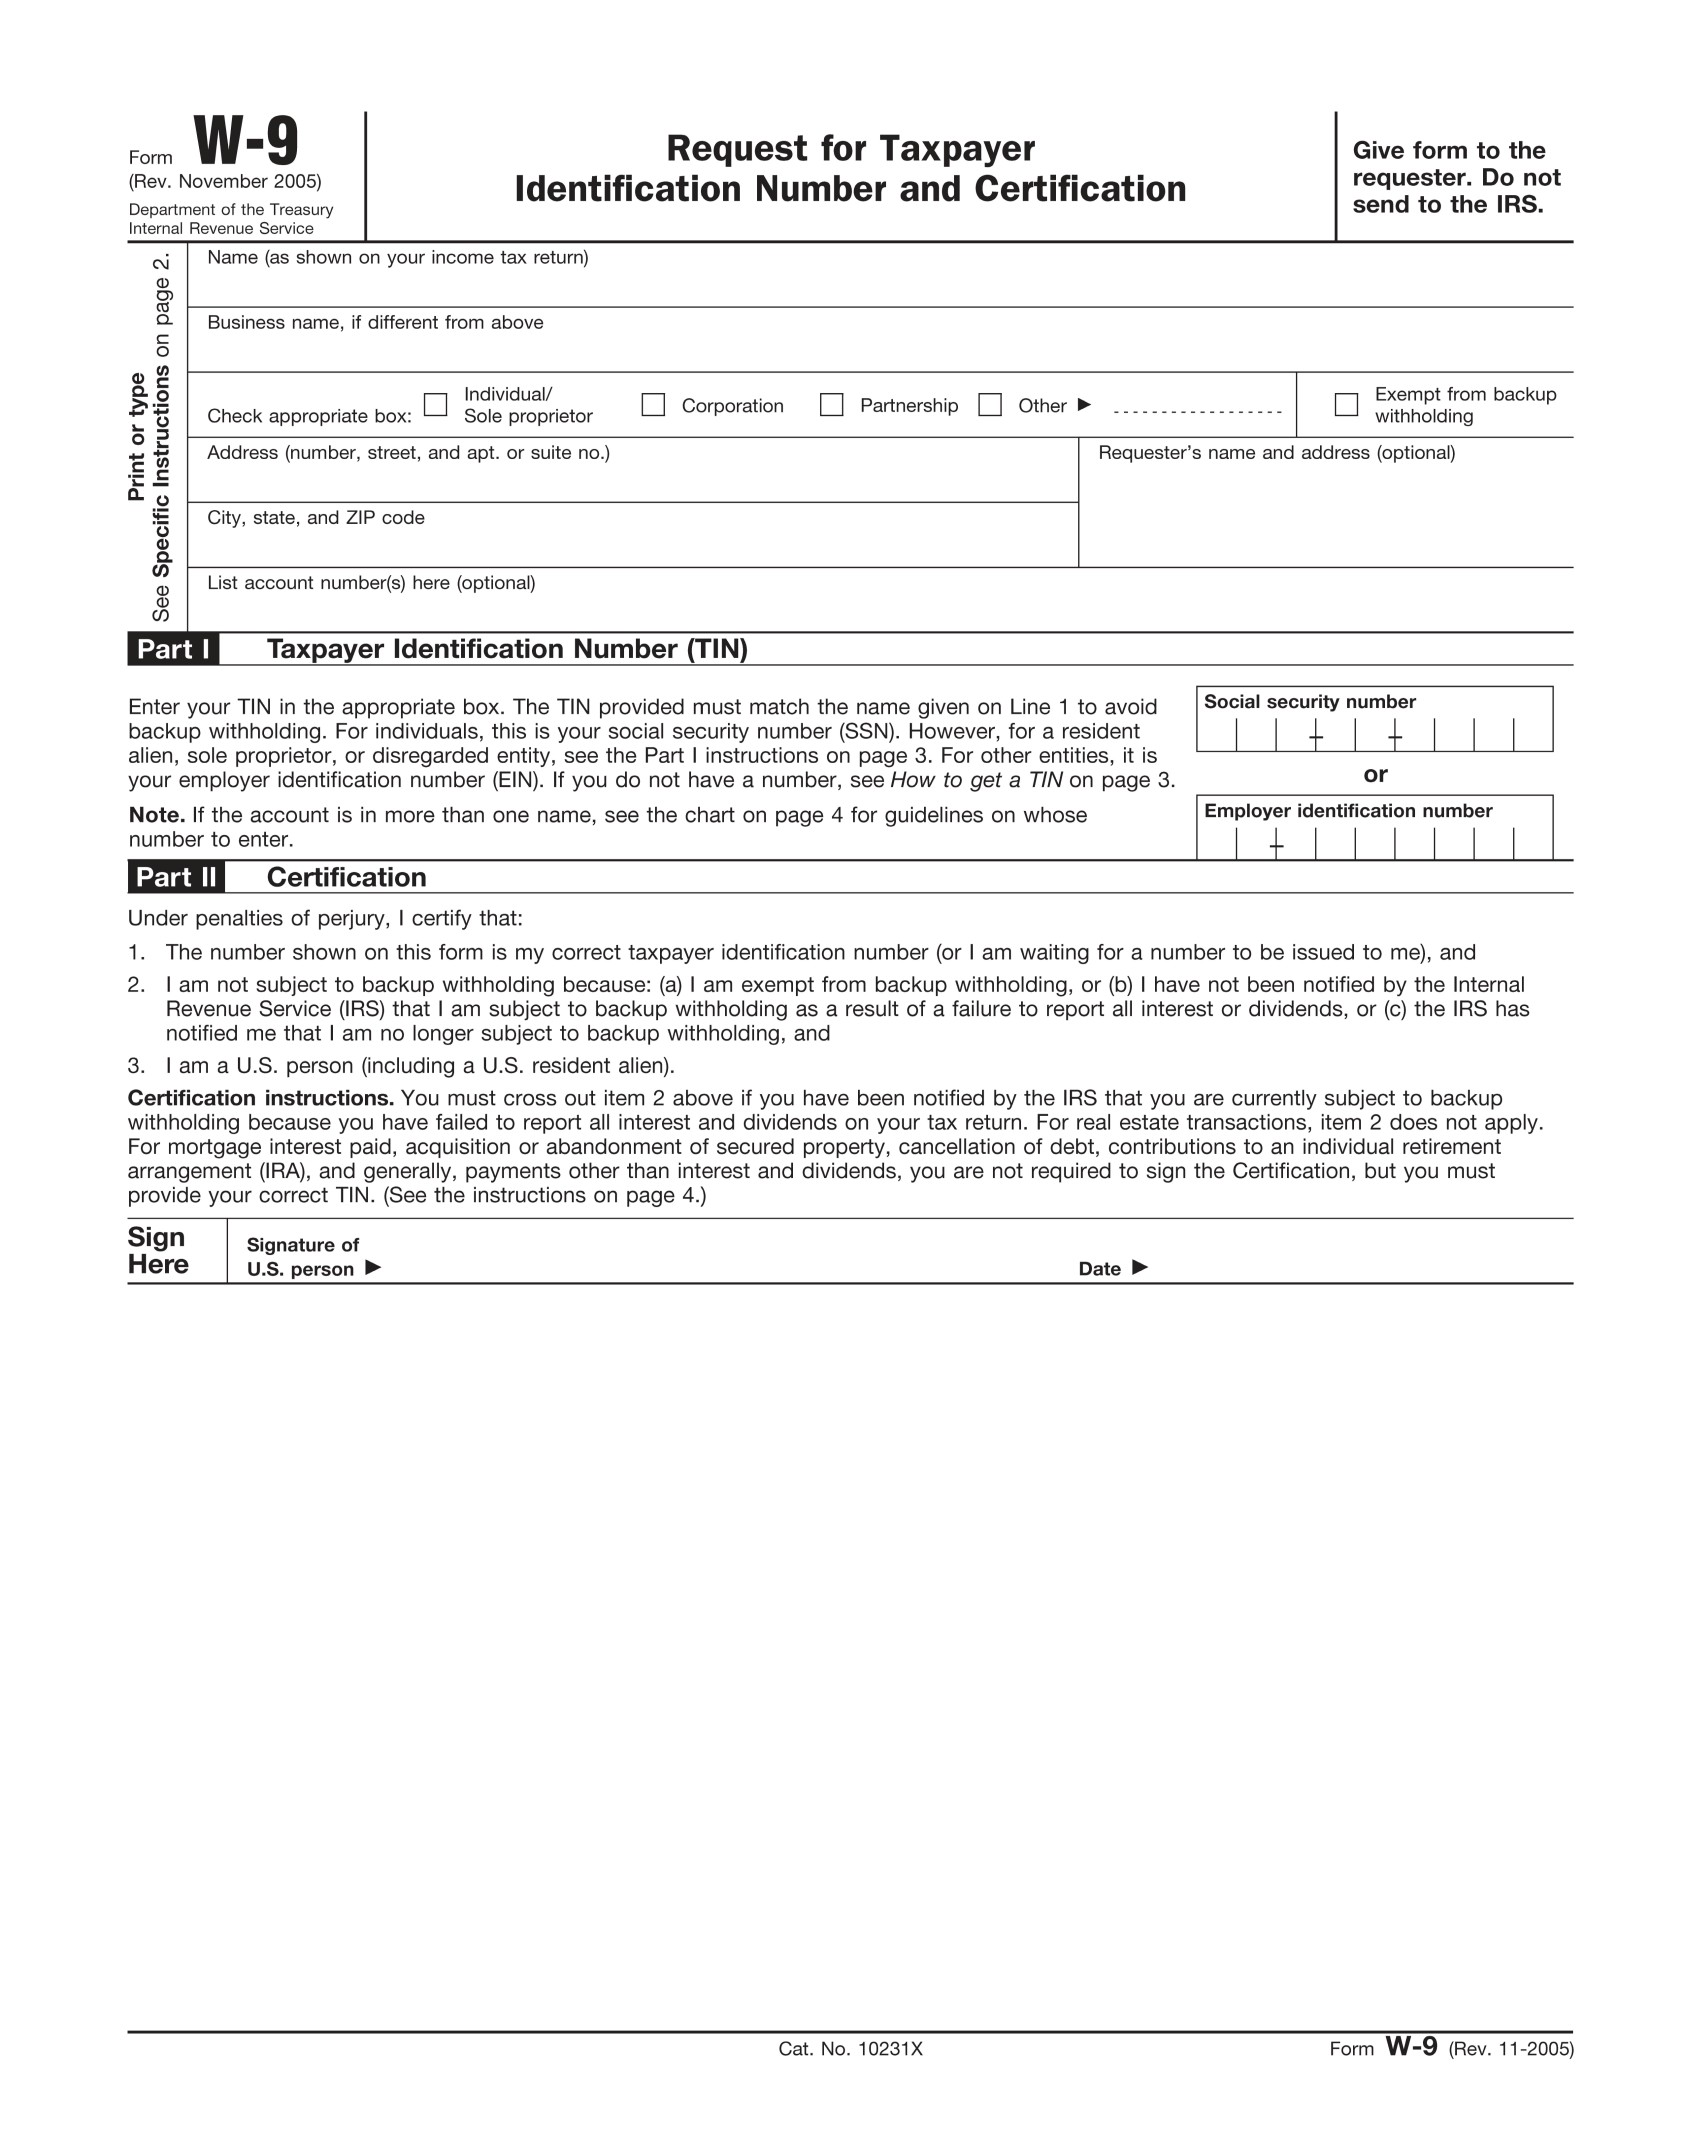 Form W-9
(Rev. November 2005)
Department of the Treasury
Internal Revenue Service
Request for Taxpayer
Identification Number and Certification
Give form to the
requester. Do not
send to the IRS.
Print or type
See Specific Instructions on page 2.
Name (as shown on your income tax return)
Business name, if different from above
Check appropriate box:
Individual/
Sole proprietor
Corporation
Partnership
Other ▶
Exempt from backup
withholding
Address (number, street, and apt. or suite no.)
Requester’s name and address (optional)
City, state, and ZIP code
List account number(s) here (optional)
Part I Taxpayer Identification Number (TIN)
Enter your TIN in the appropriate box. The TIN provided must match the name given on Line 1 to avoid
backup withholding. For individuals, this is your social security number (SSN). However, for a resident
alien, sole proprietor, or disregarded entity, see the Part I instructions on page 3. For other entities, it is
your employer identification number (EIN). If you do not have a number, see How to get a TIN on page 3.
Note. If the account is in more than one name, see the chart on page 4 for guidelines on whose
number to enter.
Social security number
– –
or
Employer identification number
–
Part II Certification
Under penalties of perjury, I certify that:
1. The number shown on this form is my correct taxpayer identification number (or I am waiting for a number to be issued to me), and
2. I am not subject to backup withholding because: (a) I am exempt from backup withholding, or (b) I have not been notified by the Internal
Revenue Service (IRS) that I am subject to backup withholding as a result of a failure to report all interest or dividends, or (c) the IRS has
notified me that I am no longer subject to backup withholding, and
3. I am a U.S. person (including a U.S. resident alien).
Certification instructions. You must cross out item 2 above if you have been notified by the IRS that you are currently subject to backup
withholding because you have failed to report all interest and dividends on your tax return. For real estate transactions, item 2 does not apply.
For mortgage interest paid, acquisition or abandonment of secured property, cancellation of debt, contributions to an individual retirement
arrangement (IRA), and generally, payments other than interest and dividends, you are not required to sign the Certification, but you must
provide your correct TIN. (See the instructions on page 4.)
Sign
Here
Signature of
U.S. person ▶
Date ▶
Cat. No. 10231X
Form W-9 (Rev. 11-2005)